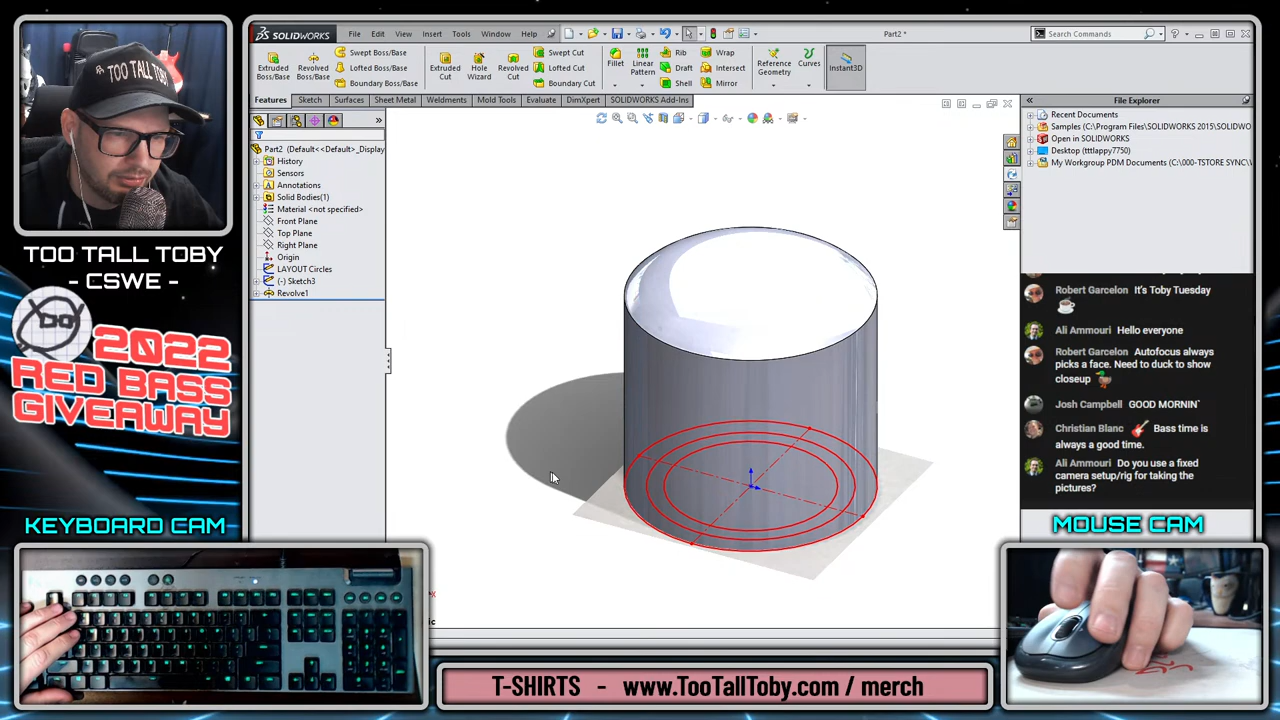 TOO TALL TOBY
TOO TALL TOBY
- CSWE -
2022
RED BASS
GIVEAWAY
KEYBOARD CAM
SOLIDWORKS
File Edit View Insert Tools Window Help
Part2 *
Search Commands
Extruded Boss/Base
Revolved Boss/Base
Swept Boss/Base
Lofted Boss/Base
Boundary Boss/Base
Extruded Cut
Hole Wizard
Revolved Cut
Swept Cut
Lofted Cut
Boundary Cut
Fillet
Linear Pattern
Rib
Draft
Shell
Wrap
Intersect
Mirror
Reference Geometry
Curves
Instant3D
Features Sketch Surfaces Sheet Metal Weldments Mold Tools Evaluate DimXpert SOLIDWORKS Add-Ins
Part2 (Default<<Default>_Display
History
Sensors
Annotations
Solid Bodies(1)
Material <not specified>
Front Plane
Top Plane
Right Plane
Origin
LAYOUT Circles
(-) Sketch3
Revolve1
File Explorer
Recent Documents
Samples (C:\Program Files\SOLIDWORKS 2015\SOLIDWO
Open in SOLIDWORKS
Desktop (tttlappy7750)
My Workgroup PDM Documents (C:\000-TSTORE SYNC\V
Robert Garcelon It's Toby Tuesday
Ali Ammouri Hello everyone
Robert Garcelon Autofocus always
picks a face. Need to duck to show
closeup
Josh Campbell GOOD MORNIN`
Christian Blanc Bass time is
always a good time.
Ali Ammouri Do you use a fixed
camera setup/rig for taking the
pictures?
MOUSE CAM
T-SHIRTS - www.TooTallToby.com / merch